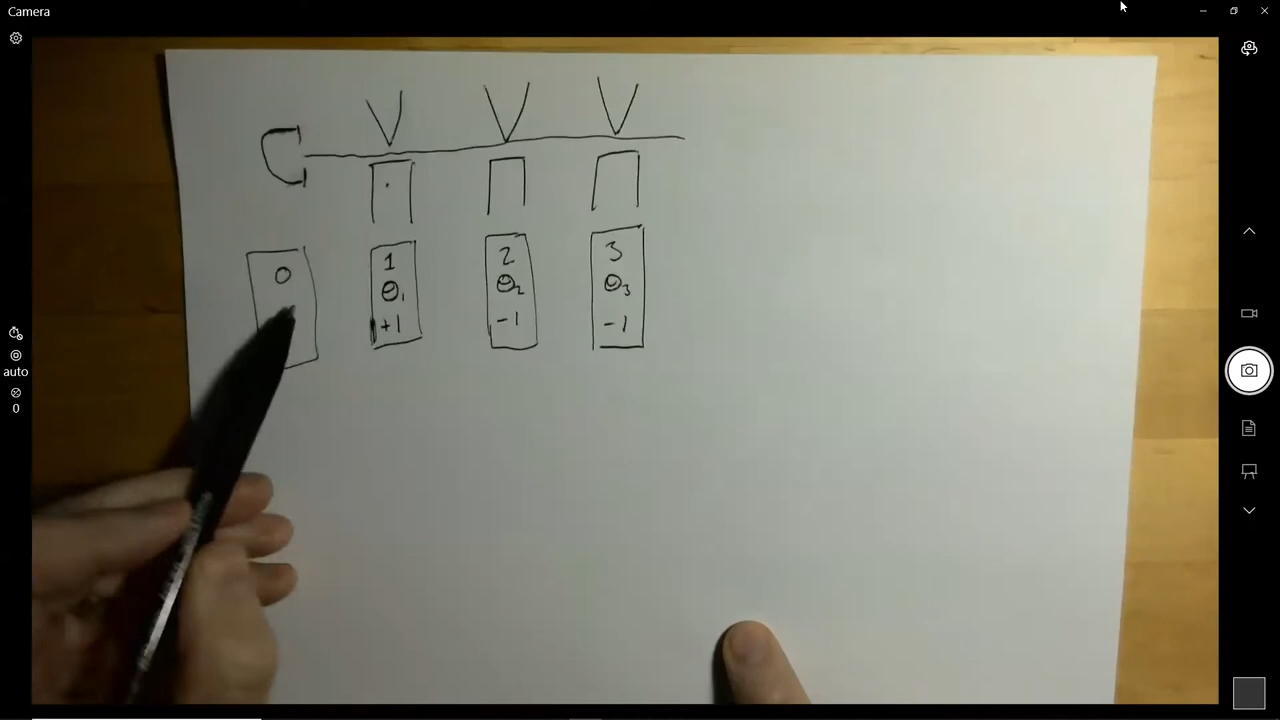 Camera
V V V
0 1 2 3
θ₁ θ₂ θ₃
+1 -1 -1
auto
0